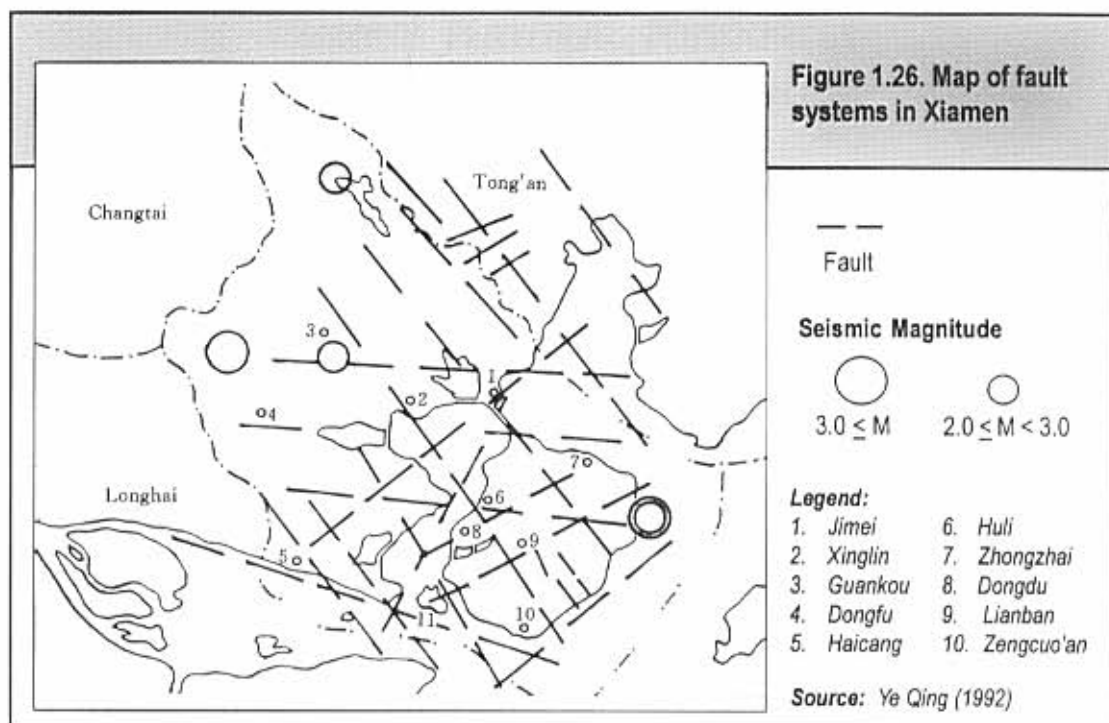 Figure 1.26. Map of fault
systems in Xiamen
Tong'an
Changtai
Longhai
3
1
2
4
7
6
8
9
5
11
10
Fault
Seismic Magnitude
3.0 ≤ M
2.0 ≤ M < 3.0
Legend:
1. Jimei
2. Xinglin
3. Guankou
4. Dongfu
5. Haicang
6. Huli
7. Zhongzhai
8. Dongdu
9. Lianban
10. Zengcuo'an
Source: Ye Qing (1992)